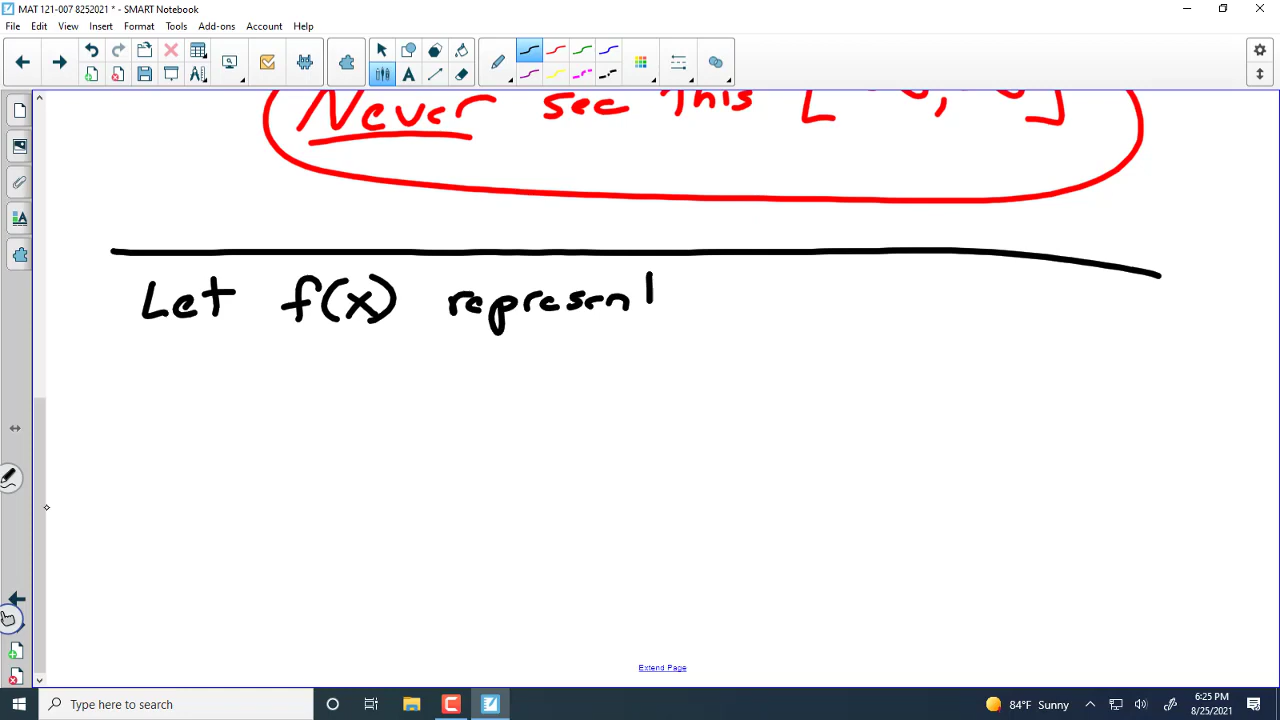 MAT 121-007 8252021 * - SMART Notebook
File Edit View Insert Format Tools Add-ons Account Help
Never see This [ , ]
Let f(x) represen
Extend Page
Type here to search
84°F Sunny
6:25 PM
8/25/2021